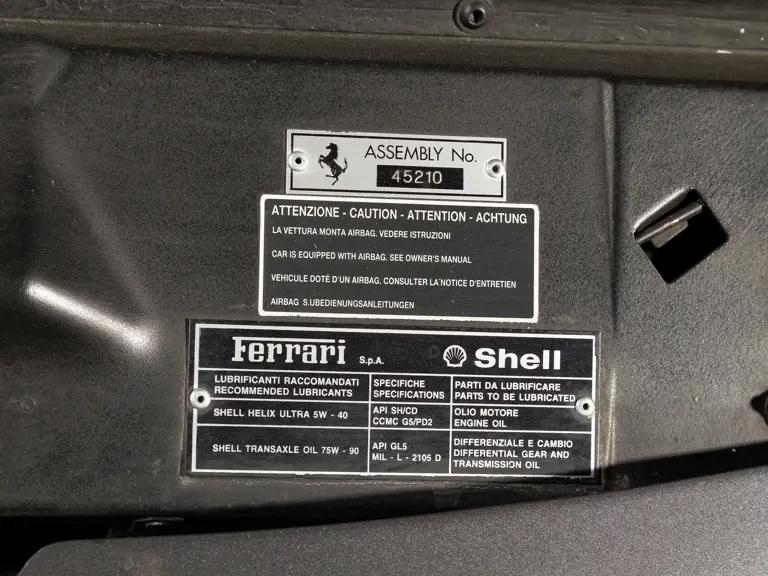 ASSEMBLY No.
45210
ATTENZIONE - CAUTION - ATTENTION - ACHTUNG
LA VETTURA MONTA AIRBAG. VEDERE ISTRUZIONI
CAR IS EQUIPPED WITH AIRBAG. SEE OWNER'S MANUAL
VEHICULE DOTÉ D'UN AIRBAG. CONSULTER LA NOTICE D'ENTRETIEN
AIRBAG S.UBEDIENUNGSANLEITUNGEN
Ferrari S.p.A.
Shell
LUBRIFICANTI RACCOMANDATI
RECOMMENDED LUBRICANTS
SPECIFICHE
SPECIFICATIONS
PARTI DA LUBRIFICARE
PARTS TO BE LUBRICATED
SHELL HELIX ULTRA 5W - 40
API SH/CD
CCMC G5/PD2
OLIO MOTORE
ENGINE OIL
SHELL TRANSAXLE OIL 75W - 90
API GL5
MIL - L - 2105 D
DIFFERENZIALE E CAMBIO
DIFFERENTIAL GEAR AND
TRANSMISSION OIL